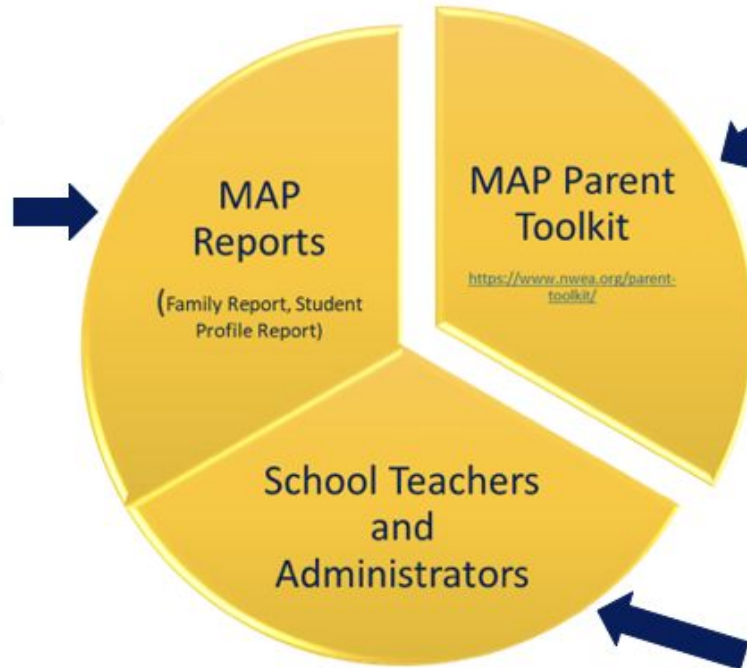 MAP
Reports
(Family Report, Student
Profile Report)
MAP Parent
Toolkit
https://www.nwea.org/parent-
toolkit/
School Teachers
and
Administrators